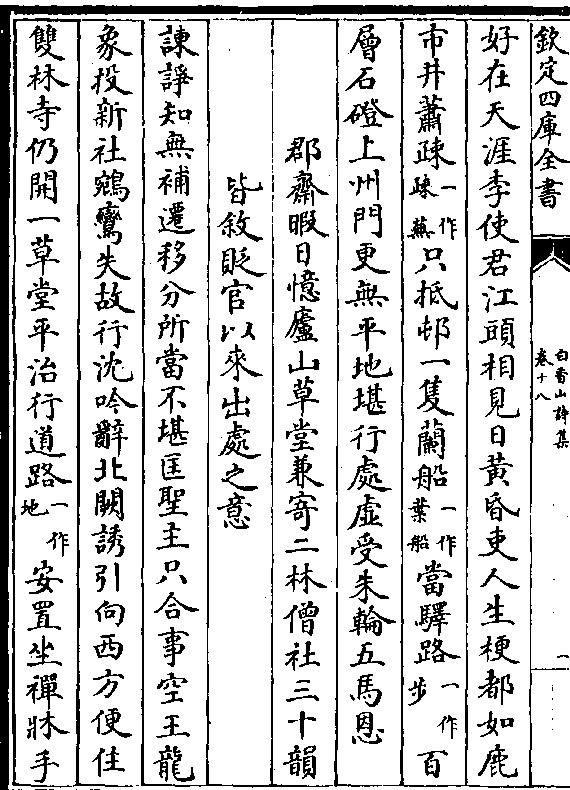 欽定四庫全書
白香山詩集
卷十八
一
好在天涯李使君江頭相見日黃昏吏人生梗都如鹿
市井蕭疎一作疎蕪只抵邨一隻蘭船一作葉船當驛路一作步百
層石磴上州門更無平地堪行處虛受朱輪五馬恩
郡齋暇日憶廬山草堂兼寄二林僧社三十韻
皆敘貶官以來出處之意
諫諍知無補遷移分所當不堪匡聖主只合事空王龍
象投新社鵷鸞失故行沈吟辭北闕誘引向西方便住
雙林寺仍開一草堂平治行道路一作地安置坐禪牀手